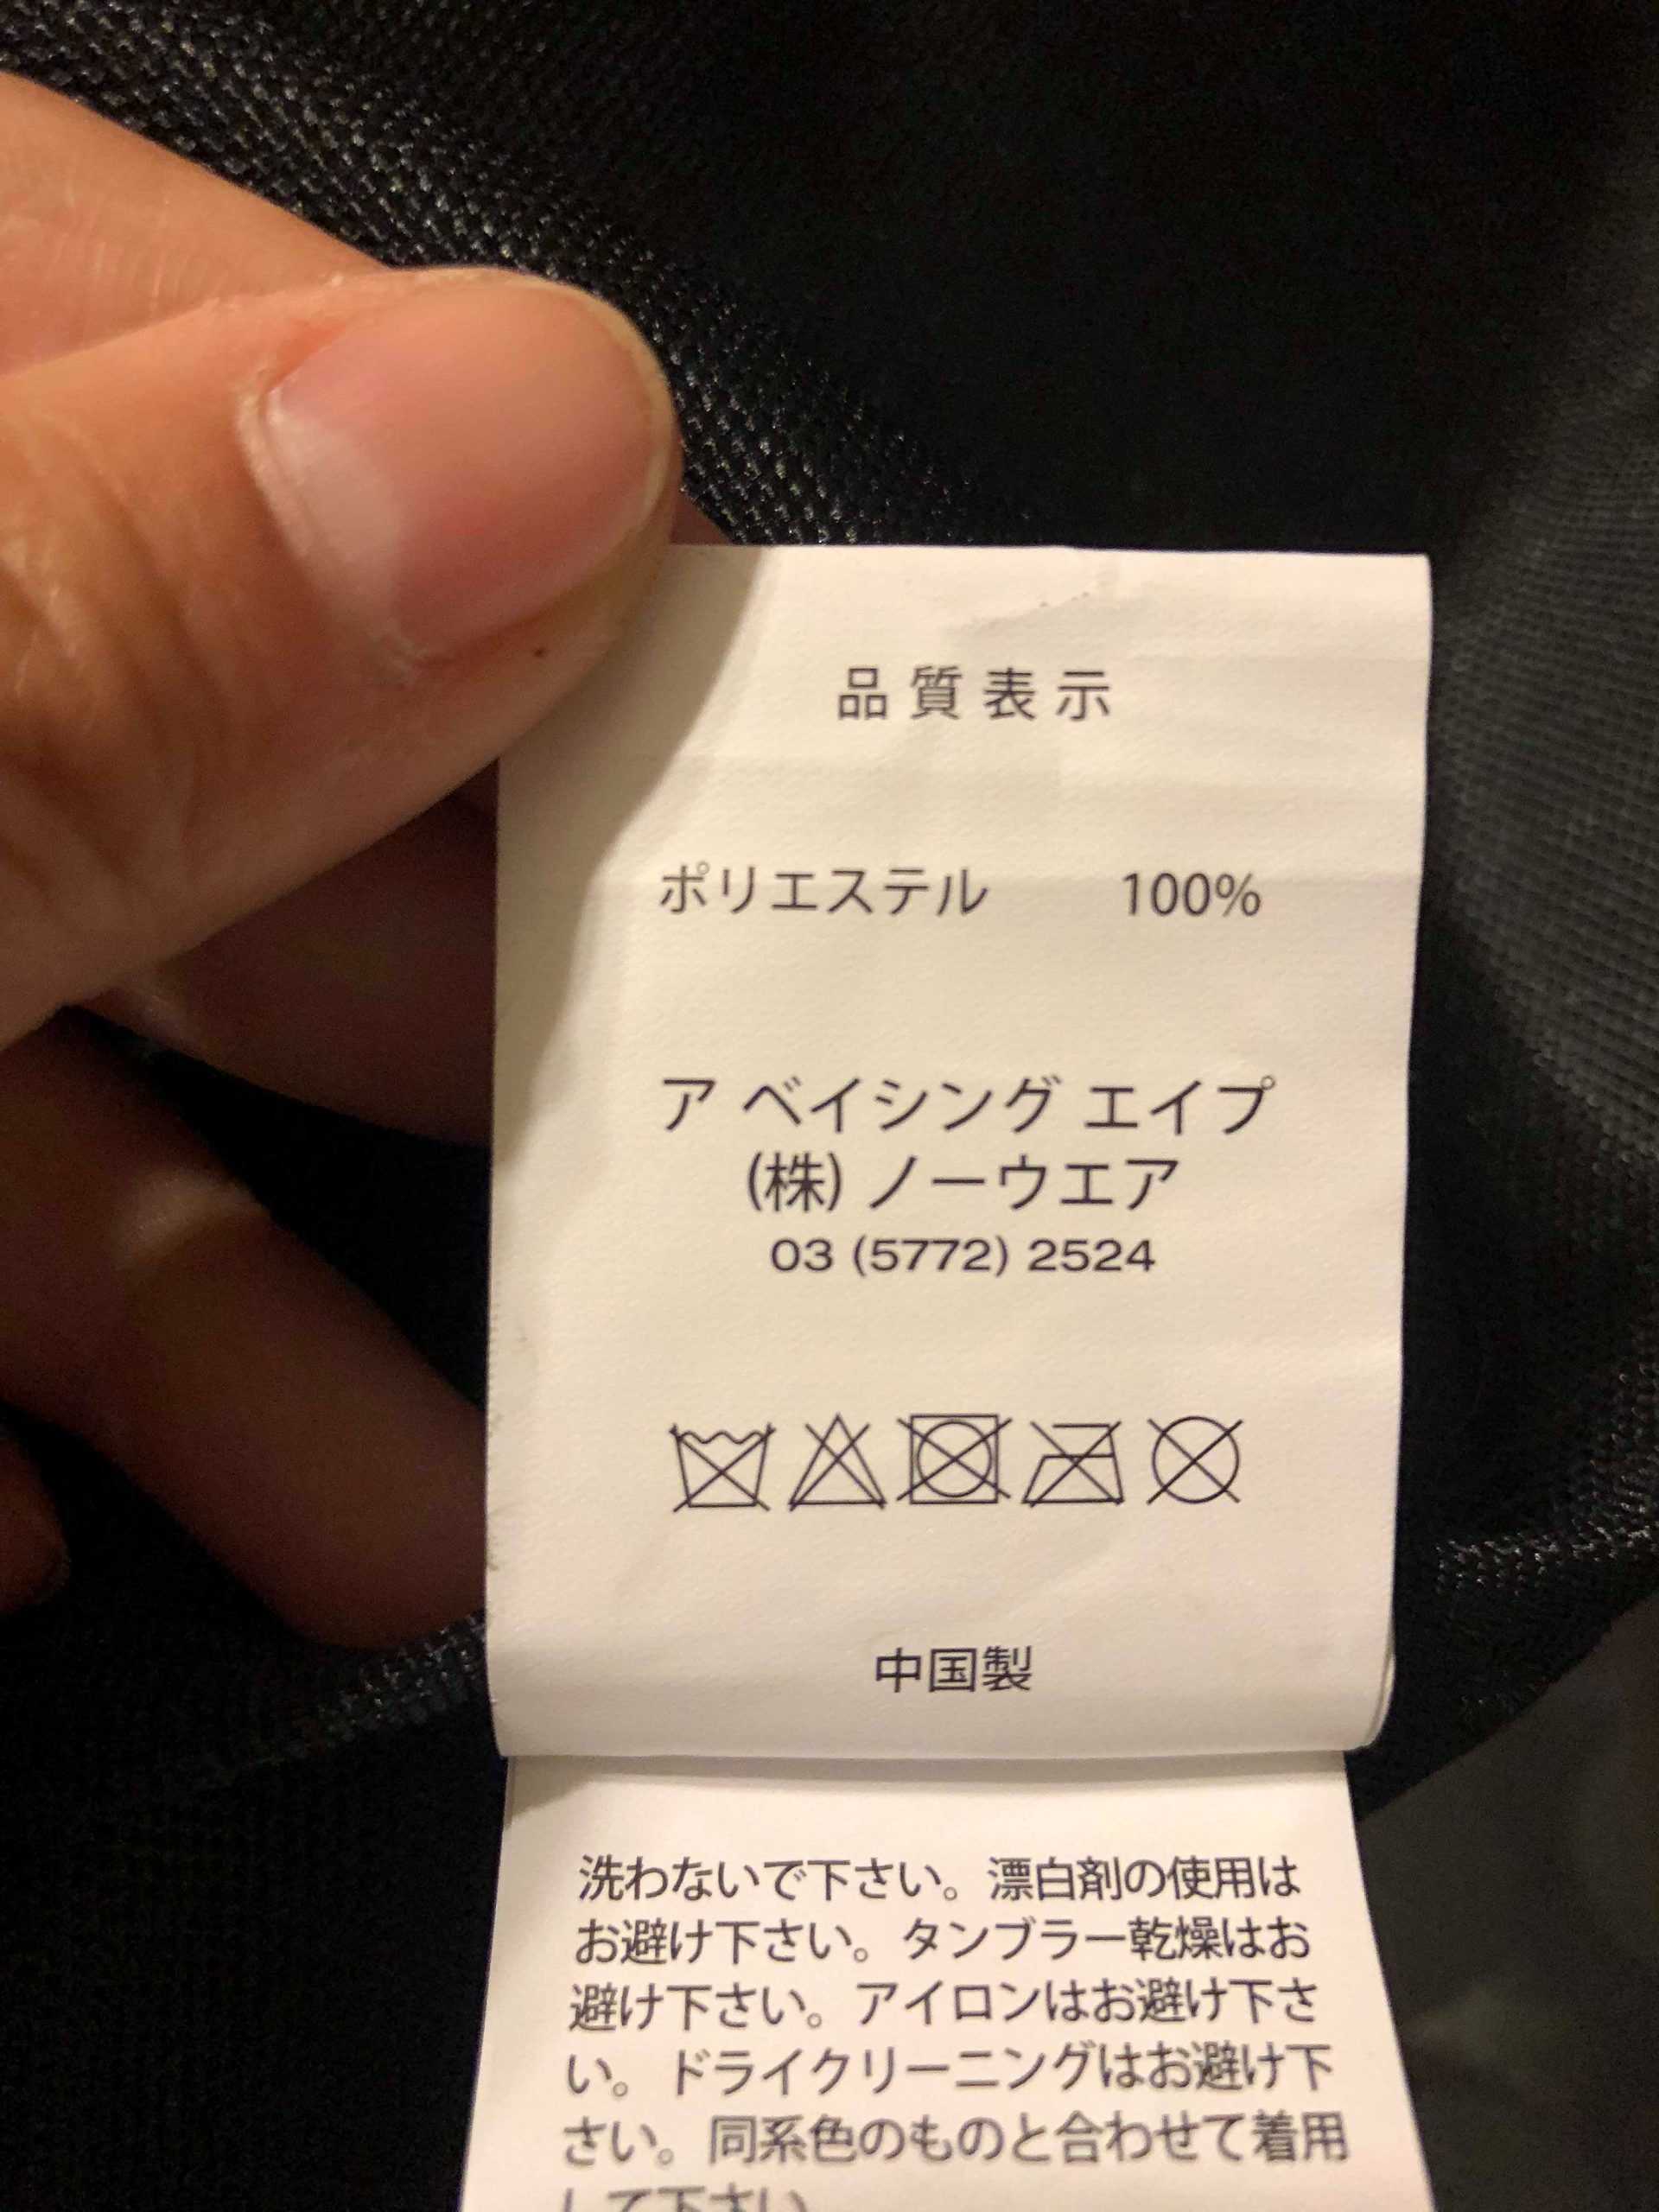 品質表示
ポリエステル 100%
ア ベイシング エイプ
(株) ノーウエア
03 (5772) 2524
中国製
洗わないで下さい。漂白剤の使用は
お避け下さい。タンブラー乾燥はお
避け下さい。アイロンはお避け下さ
い。ドライクリーニングはお避け下
さい。同系色のものと合わせて着用
して下さい